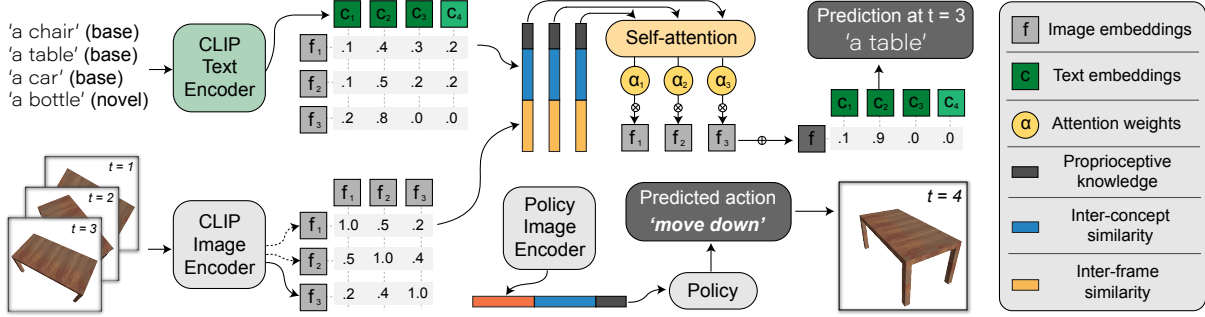 'a chair' (base)
'a table' (base)
'a car' (base)
'a bottle' (novel)
CLIP
Text
Encoder
C1 C2 C3 C4
f1 .1 .4 .3 .2
f2 .1 .5 .2 .2
f3 .2 .8 .0 .0
Self-attention
α1 α2 α3
f1 f2 f3
Prediction at t = 3
'a table'
C1 C2 C3 C4
f .1 .9 .0 .0
t = 1
t = 2
t = 3
CLIP
Image
Encoder
f1 f2 f3
f1 1.0 .5 .2
f2 .5 1.0 .4
f3 .2 .4 1.0
Policy
Image
Encoder
Predicted action
'move down'
Policy
t = 4
f Image embeddings
C Text embeddings
α Attention weights
Proprioceptive
knowledge
Inter-concept
similarity
Inter-frame
similarity